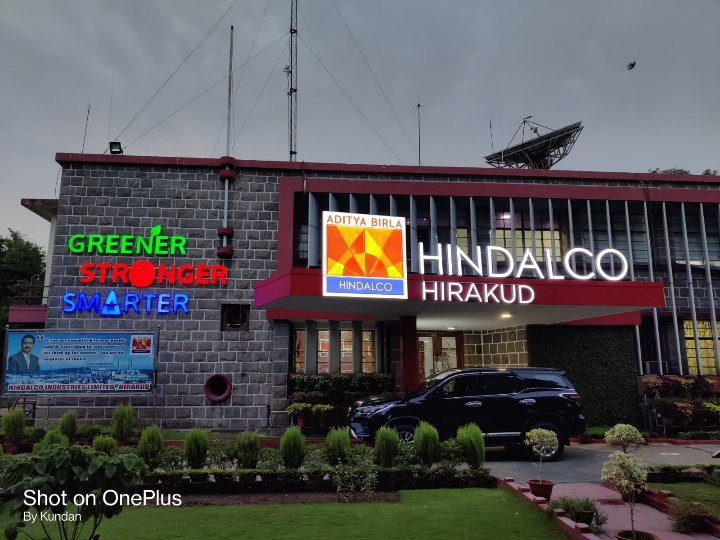 GREENER
STRONGER
SMARTER
ADITYA BIRLA
HINDALCO
HINDALCO
HIRAKUD
HINDALCO INDUSTRIES LIMITED, HIRAKUD
Shot on OnePlus
By Kundan